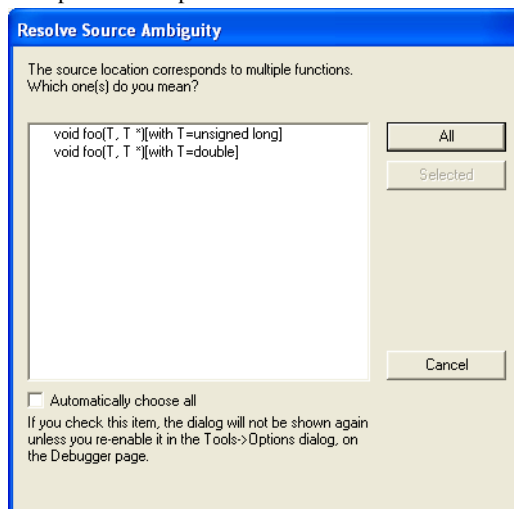 Resolve Source Ambiguity
The source location corresponds to multiple functions.
Which one(s) do you mean?
void foo(T, T *)[with T=unsigned long]
void foo(T, T *)[with T=double]
All
Selected
Cancel
Automatically choose all
If you check this item, the dialog will not be shown again
unless you re-enable it in the Tools->Options dialog, on
the Debugger page.